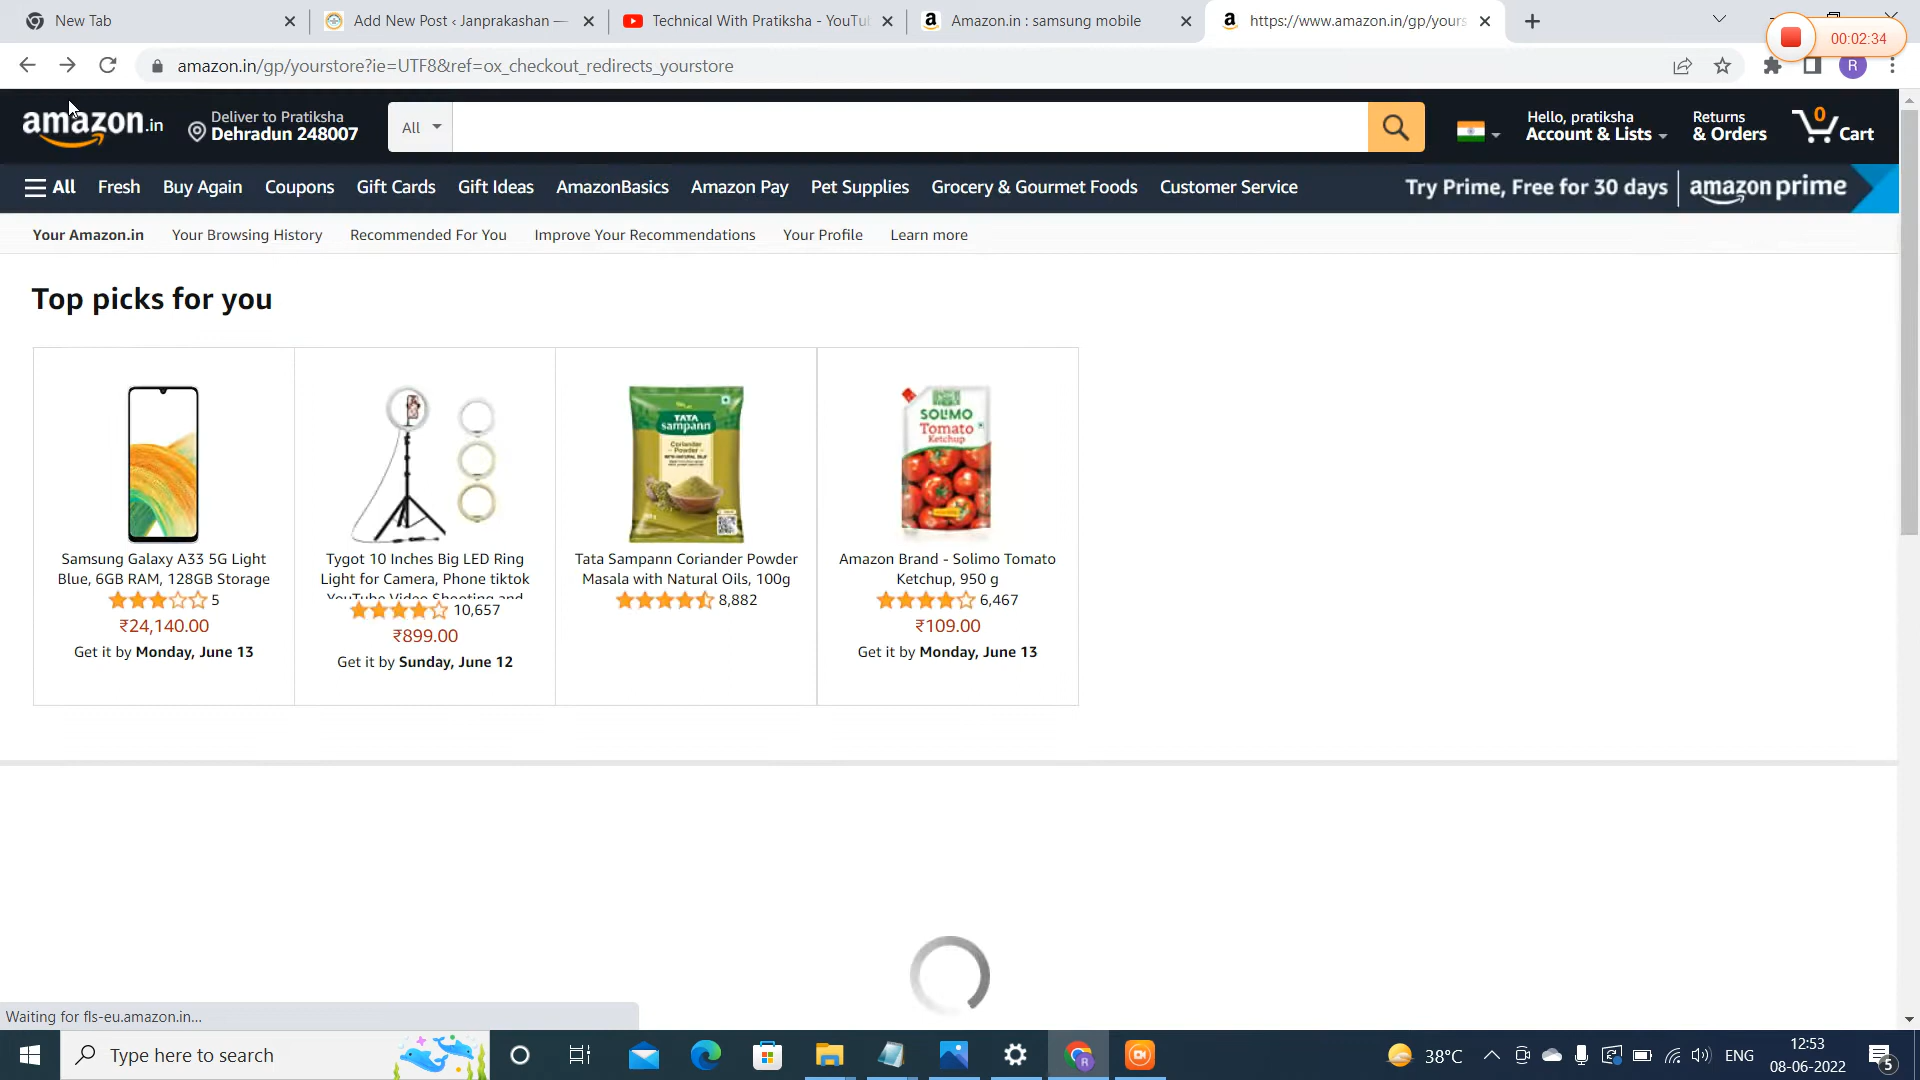 New Tab
Add New Post ‹ Janprakashan —
Technical With Pratiksha - YouTu
Amazon.in : samsung mobile
https://www.amazon.in/gp/yours
00:02:34
amazon.in/gp/yourstore?ie=UTF8&ref=ox_checkout_redirects_yourstore
R
amazon.in
Deliver to Pratiksha
Dehradun 248007
All
Hello, pratiksha
Account & Lists
Returns
& Orders
0
Cart
All
Fresh
Buy Again
Coupons
Gift Cards
Gift Ideas
AmazonBasics
Amazon Pay
Pet Supplies
Grocery & Gourmet Foods
Customer Service
Try Prime, Free for 30 days
amazon prime
Your Amazon.in
Your Browsing History
Recommended For You
Improve Your Recommendations
Your Profile
Learn more
Top picks for you
TATA
sampann
Coriander
Powder
SOLIMO
Tomato
Ketchup
Samsung Galaxy A33 5G Light
Blue, 6GB RAM, 128GB Storage
5
₹24,140.00
Get it by Monday, June 13
Tygot 10 Inches Big LED Ring
Light for Camera, Phone tiktok
YouTube Video Shooting and
10,657
₹899.00
Get it by Sunday, June 12
Tata Sampann Coriander Powder
Masala with Natural Oils, 100g
8,882
Amazon Brand - Solimo Tomato
Ketchup, 950 g
6,467
₹109.00
Get it by Monday, June 13
Waiting for fls-eu.amazon.in...
Type here to search
R
38°C
ENG
12:53
08-06-2022
5